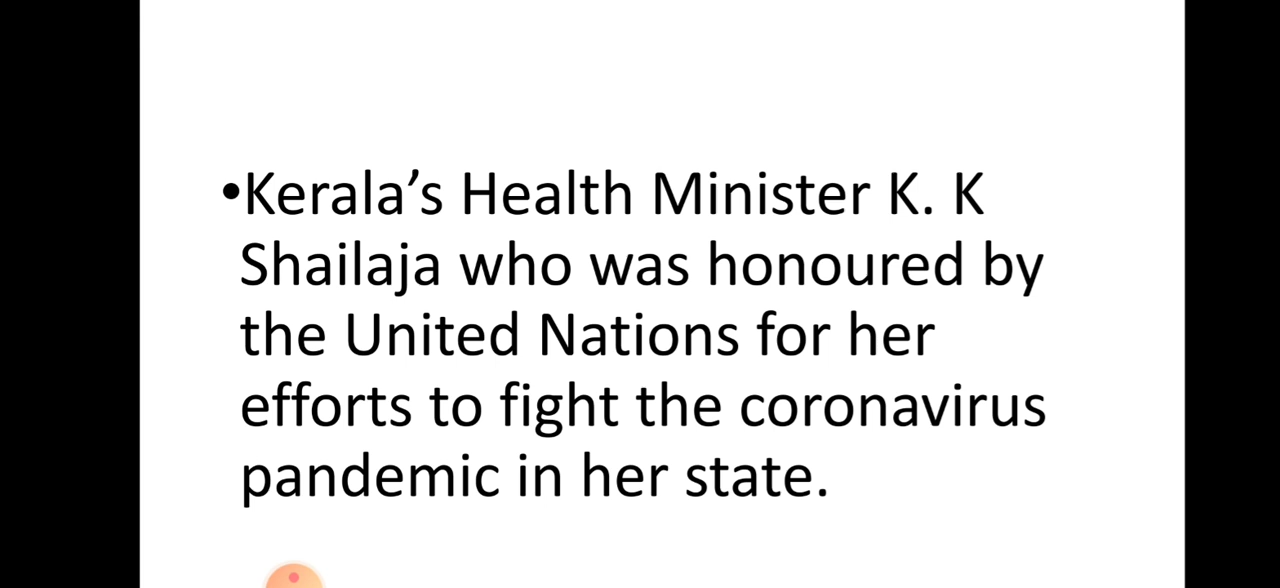 •Kerala’s Health Minister K. K
Shailaja who was honoured by
the United Nations for her
efforts to fight the coronavirus
pandemic in her state.